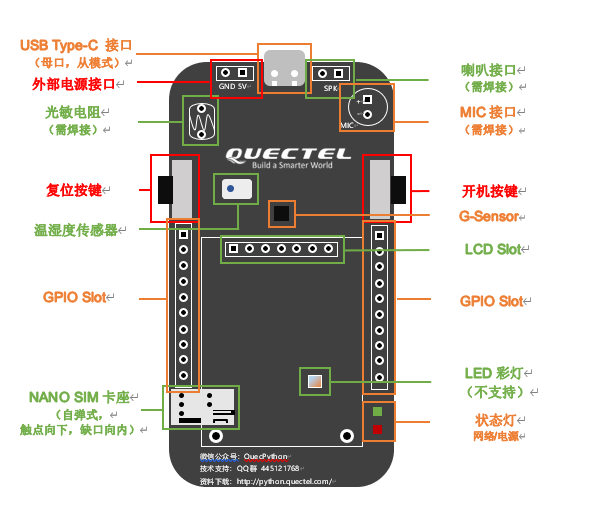 USB Type-C 接口
（母口，从模式）
外部电源接口
光敏电阻
（需焊接）
复位按键
温湿度传感器
GPIO Slot
NANO SIM 卡座
（自弹式，
触点向下，缺口向内）
GND 5V
SPK
MIC
QUECTEL
Build a Smarter World
微信公众号：QuecPython
技术支持：QQ群 445121768
资料下载：http://python.quectel.com/
喇叭接口
（需焊接）
MIC 接口
（需焊接）
开机按键
G-Sensor
LCD Slot
GPIO Slot
LED 彩灯
（不支持）
状态灯
网络/电源